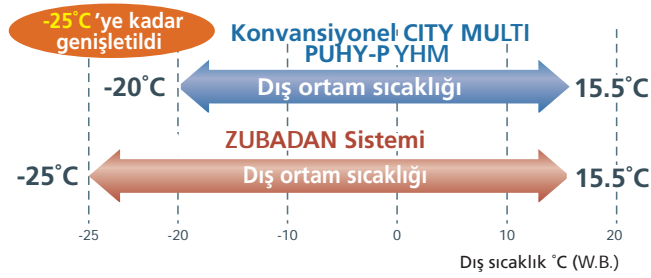 -25˚C'ye kadar
genişletildi
Konvansiyonel CITY MULTI
PUHY-P YHM
-20˚C
Dış ortam sıcaklığı
15.5˚C
ZUBADAN Sistemi
-25˚C
Dış ortam sıcaklığı
15.5˚C
-25 -20 -10 0 10 20
Dış sıcaklık ˚C (W.B.)